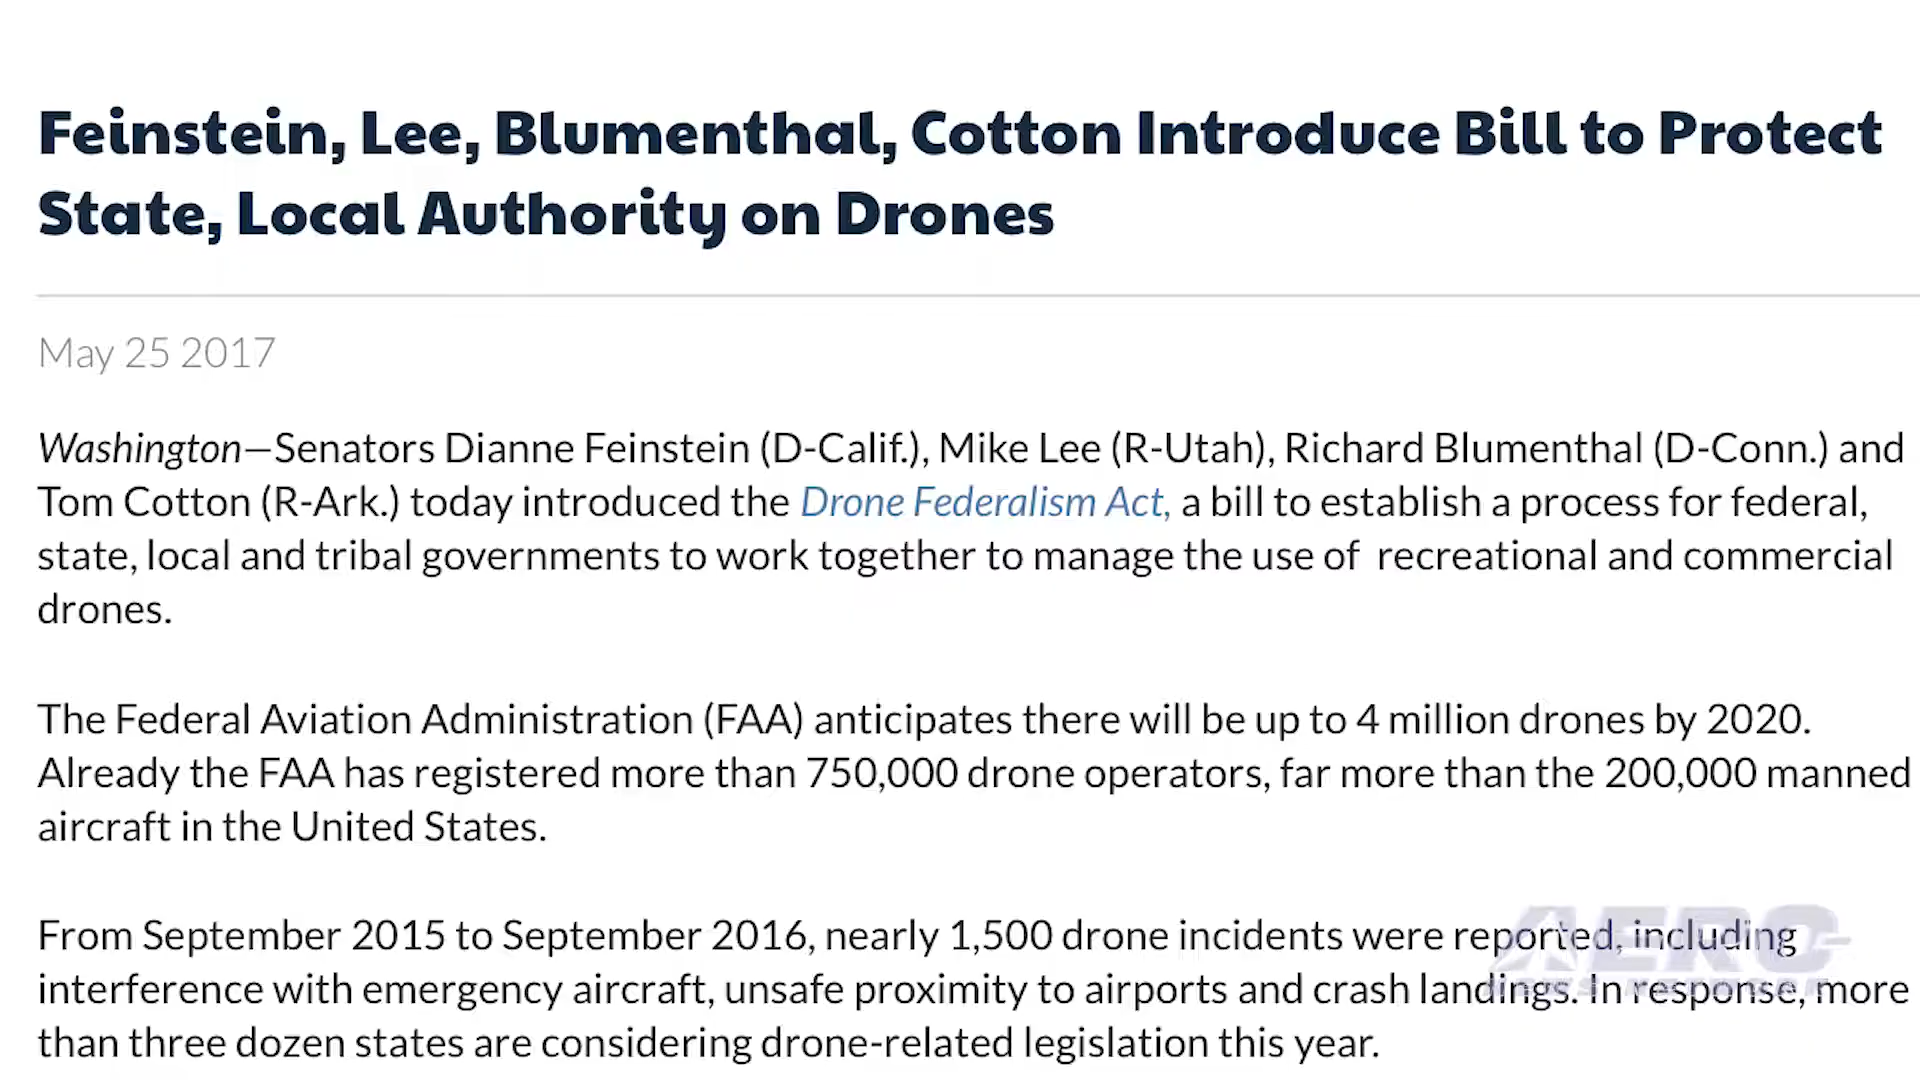 Feinstein, Lee, Blumenthal, Cotton Introduce Bill to Protect
State, Local Authority on Drones
May 25 2017
Washington—Senators Dianne Feinstein (D-Calif.), Mike Lee (R-Utah), Richard Blumenthal (D-Conn.) and
Tom Cotton (R-Ark.) today introduced the Drone Federalism Act, a bill to establish a process for federal,
state, local and tribal governments to work together to manage the use of recreational and commercial
drones.
The Federal Aviation Administration (FAA) anticipates there will be up to 4 million drones by 2020.
Already the FAA has registered more than 750,000 drone operators, far more than the 200,000 manned
aircraft in the United States.
From September 2015 to September 2016, nearly 1,500 drone incidents were reported, including
interference with emergency aircraft, unsafe proximity to airports and crash landings. In response, more
than three dozen states are considering drone-related legislation this year.